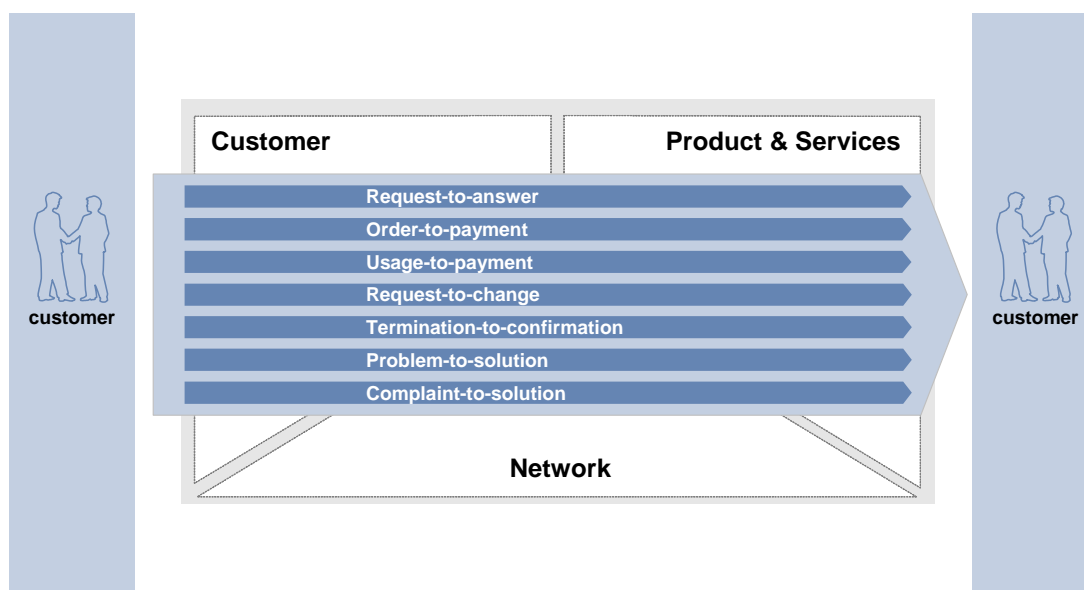 Customer
Product & Services
Request-to-answer
Order-to-payment
Usage-to-payment
Request-to-change
Termination-to-confirmation
Problem-to-solution
Complaint-to-solution
customer
customer
Network